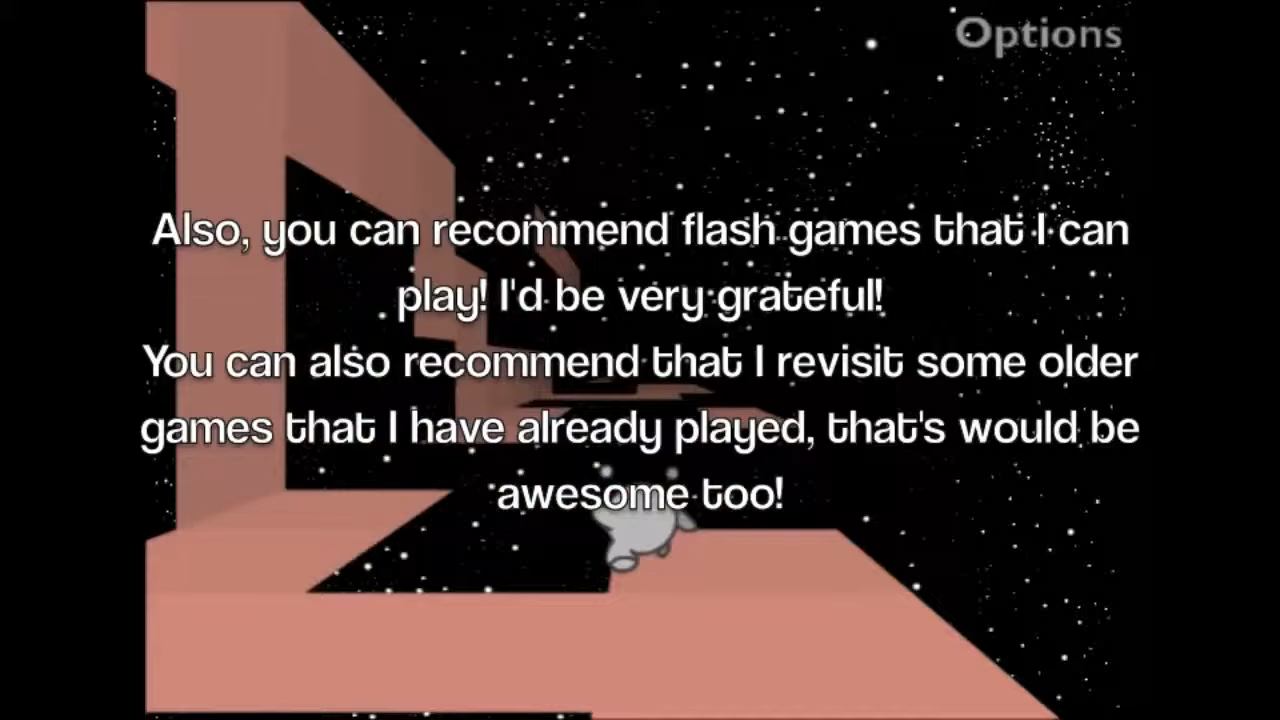 Options
Also, you can recommend flash games that I can
play! I'd be very grateful!
You can also recommend that I revisit some older
games that I have already played, that's would be
awesome too!